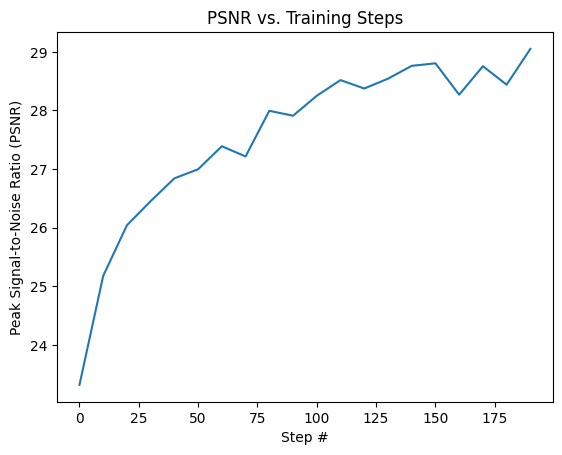 PSNR vs. Training Steps
Peak Signal-to-Noise Ratio (PSNR)
29
28
27
26
25
24
0 25 50 75 100 125 150 175
Step #